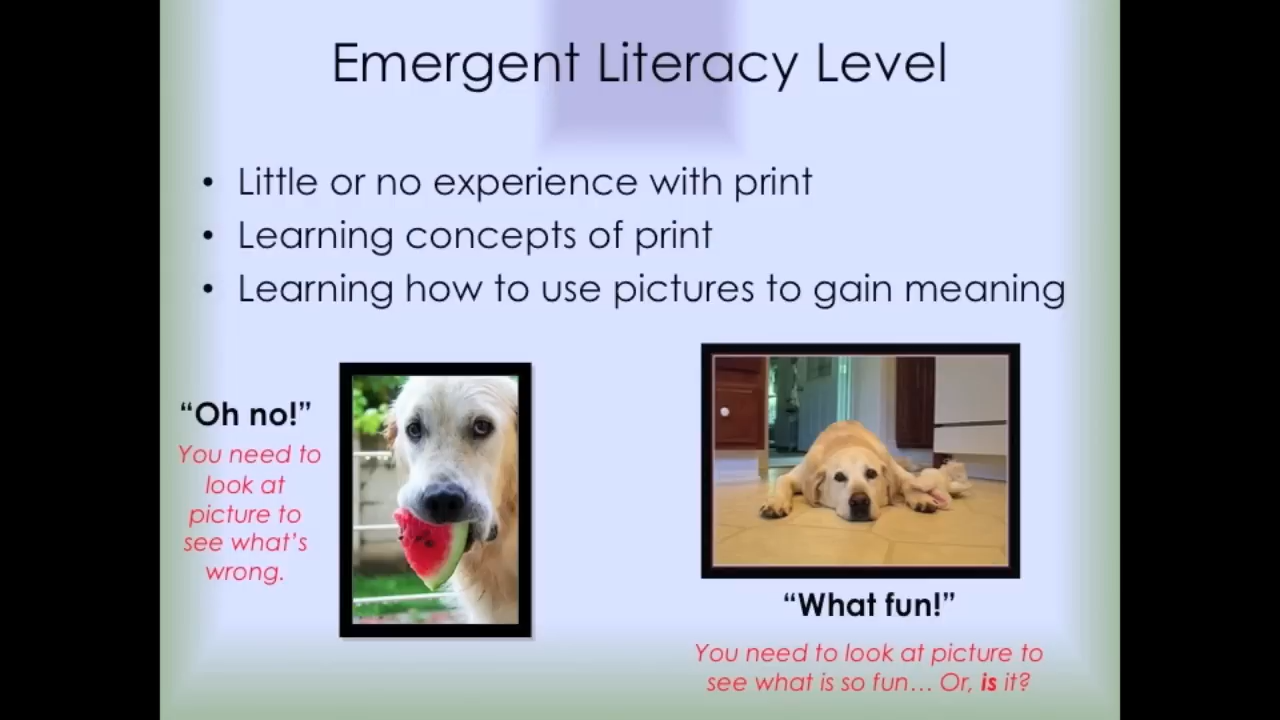 Emergent Literacy Level
• Little or no experience with print
• Learning concepts of print
• Learning how to use pictures to gain meaning
“Oh no!”
You need to
look at
picture to
see what’s
wrong.
“What fun!”
You need to look at picture to
see what is so fun… Or, is it?